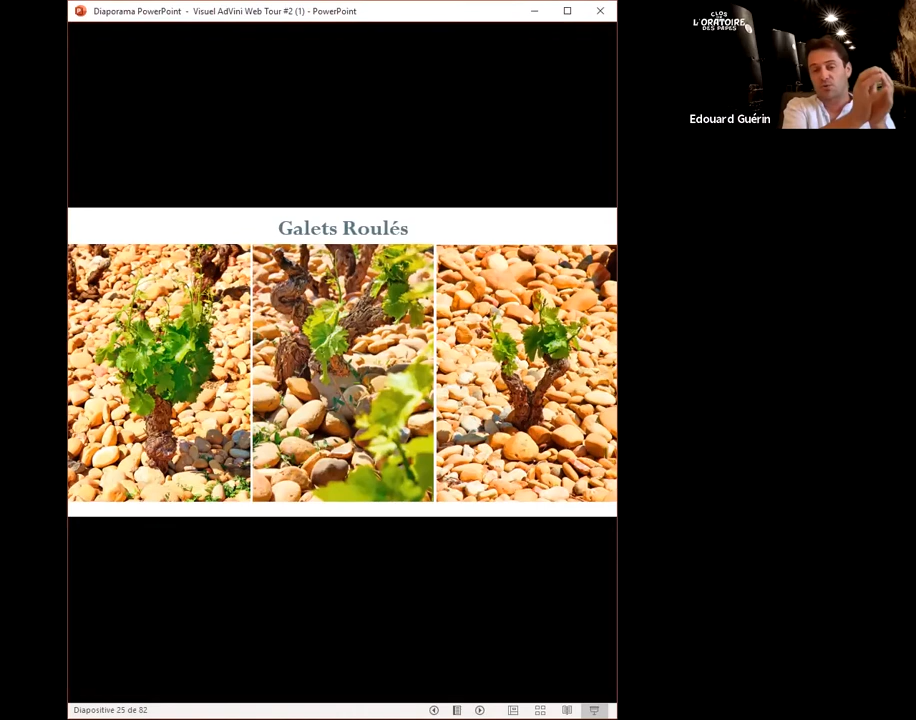 Diaporama PowerPoint - Visuel AdVini Web Tour #2 (1) - PowerPoint
CLOS
DE
L'ORATOIRE
DES PAPES
Edouard Guérin
Galets Roulés
Diapositive 25 de 82